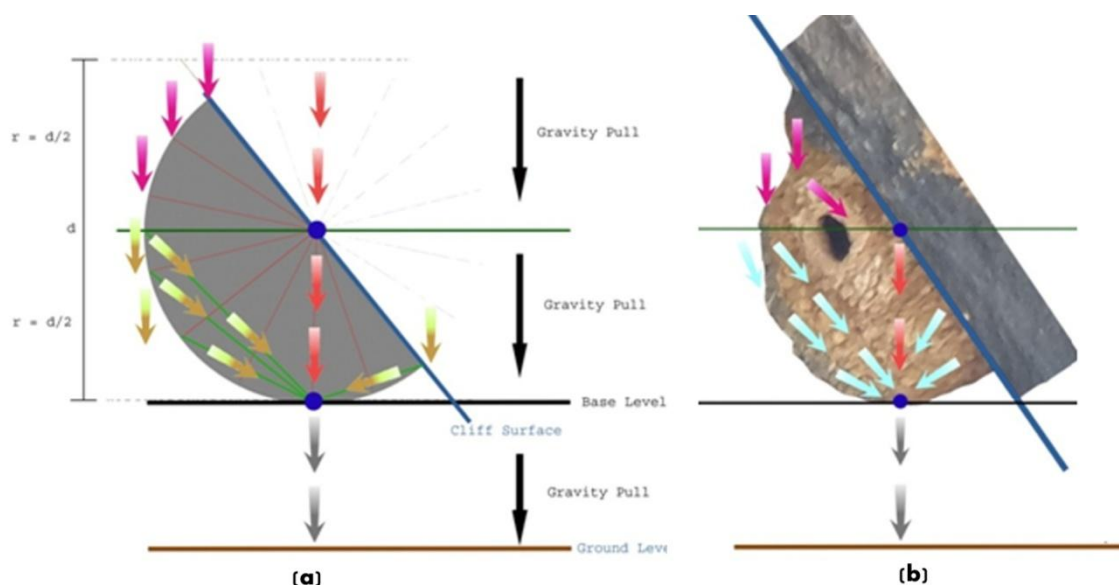 r = d/2
Gravity Pull
d
r = d/2
Gravity Pull
Base Level
Cliff Surface
Gravity Pull
Ground Leve
(a)
(b)